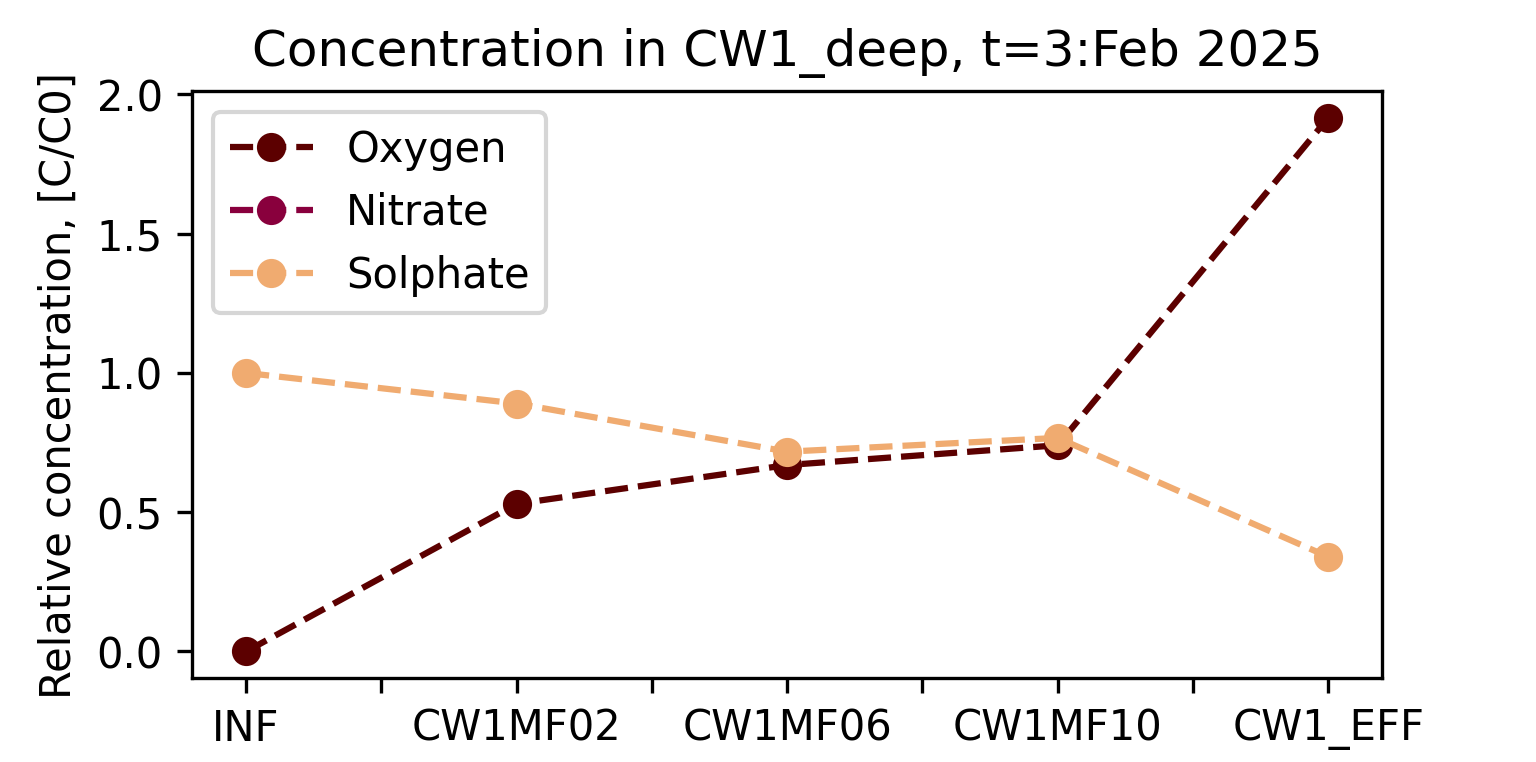 Concentration in CW1_deep, t=3:Feb 2025
Relative concentration, [C/C0]
2.0
1.5
1.0
0.5
0.0
Oxygen
Nitrate
Solphate
INF
CW1MF02
CW1MF06
CW1MF10
CW1_EFF